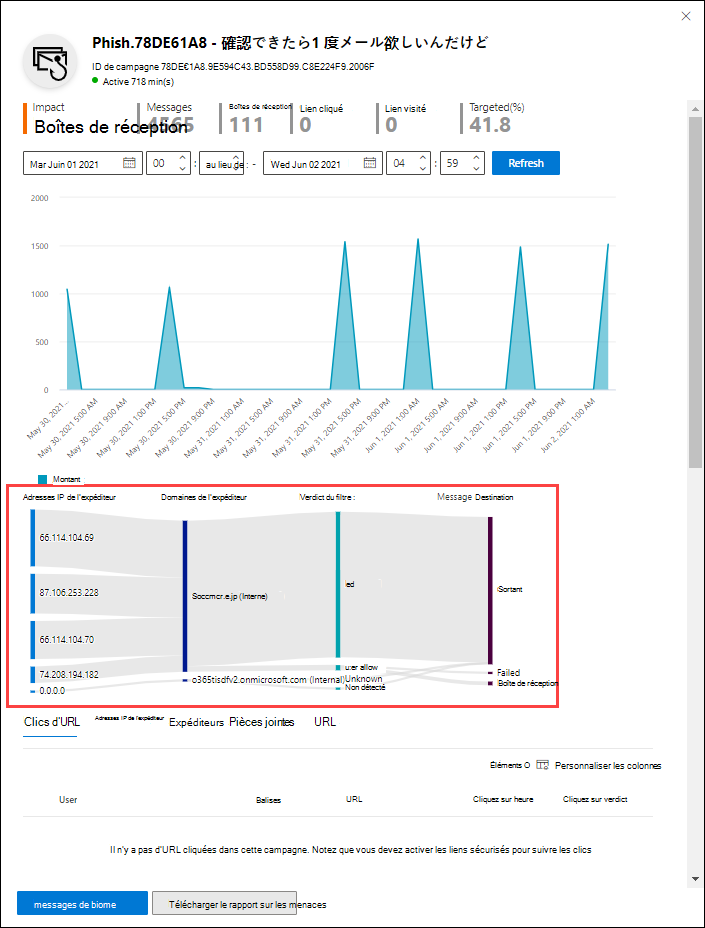 Phish.78DE61A8 - 確認できたら1 度メール欲しいんだけど
ID de campagne 78DE€1A8.9E594C43.BD558D99.C8E224F9.2006F
Active 718 min(s)
Impact
Boîtes de réception
Messages
4565
Boîtes de réception
111
Lien cliqué
0
Lien visité
0
Targeted(%)
41.8
Mar Juin 01 2021
00
:
au lieu de :
-
Wed Jun 02 2021
04
:
59
Refresh
2000
1500
1000
500
0
May 30, 2021...
May 30, 2021 5:00 AM
May 30, 2021 9:00 AM
May 30, 2021 1:00 PM
May 30, 2021 5:00 PM
May 30, 2021 9:00 PM
May 31, 2021 1:00 AM
May 31, 2021 5:00 AM
May 31, 2021 9:00 AM
May 31, 2021 1:00 PM
May 31, 2021 5:00 PM
May 31, 2021 9:00 PM
Jun 1, 2021 1:00 AM
Jun 1, 2021 5:00 AM
Jun 1, 2021 9:00 AM
Jun 1, 2021 1:00 PM
Jun 1, 2021 5:00 PM
Jun 1, 2021 9:00 PM
Jun 2, 2021 1:00 AM
Montant
Adresses IP de l'expéditeur
Domaines de l'expéditeur
Verdict du filtre :
Message Destination
66.114.104.69
87.106.253.228
66.114.104.70
74.208.194.182
0.0.0.0
Soccmcr.e.jp (Interne)
o365tisdfv2.onmicrosoft.com (Internal)
ed
allow
Unknown
Non détecté
Sortant
Failed
Boîte de réception
Clics d'URL
Adresses IP de l'expéditeur
Expéditeurs
Pièces jointes
URL
Éléments O
Personnaliser les colonnes
User
Balises
URL
Cliquez sur heure
Cliquez sur verdict
Il n'y a pas d'URL cliquées dans cette campagne. Notez que vous devez activer les liens sécurisés pour suivre les clics
messages de biome
Télécharger le rapport sur les menaces